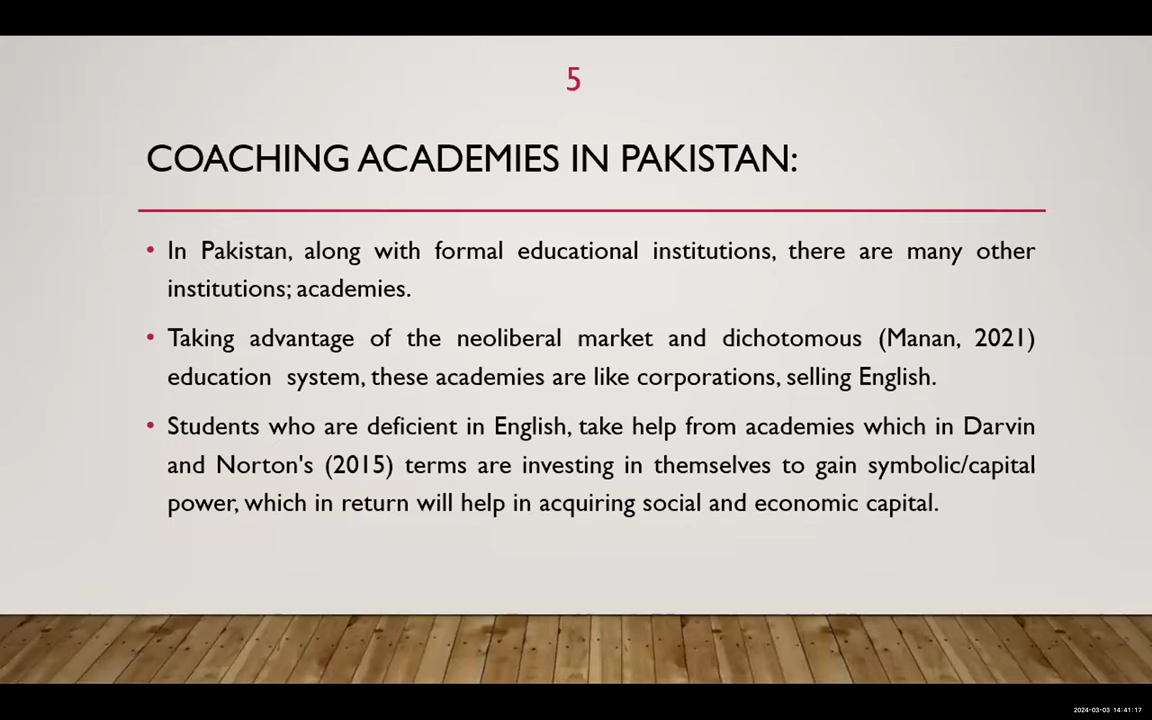 5
COACHING ACADEMIES IN PAKISTAN:
• In Pakistan, along with formal educational institutions, there are many other
institutions; academies.
• Taking advantage of the neoliberal market and dichotomous (Manan, 2021)
education system, these academies are like corporations, selling English.
• Students who are deficient in English, take help from academies which in Darvin
and Norton's (2015) terms are investing in themselves to gain symbolic/capital
power, which in return will help in acquiring social and economic capital.
2024-03-03 14:41:17